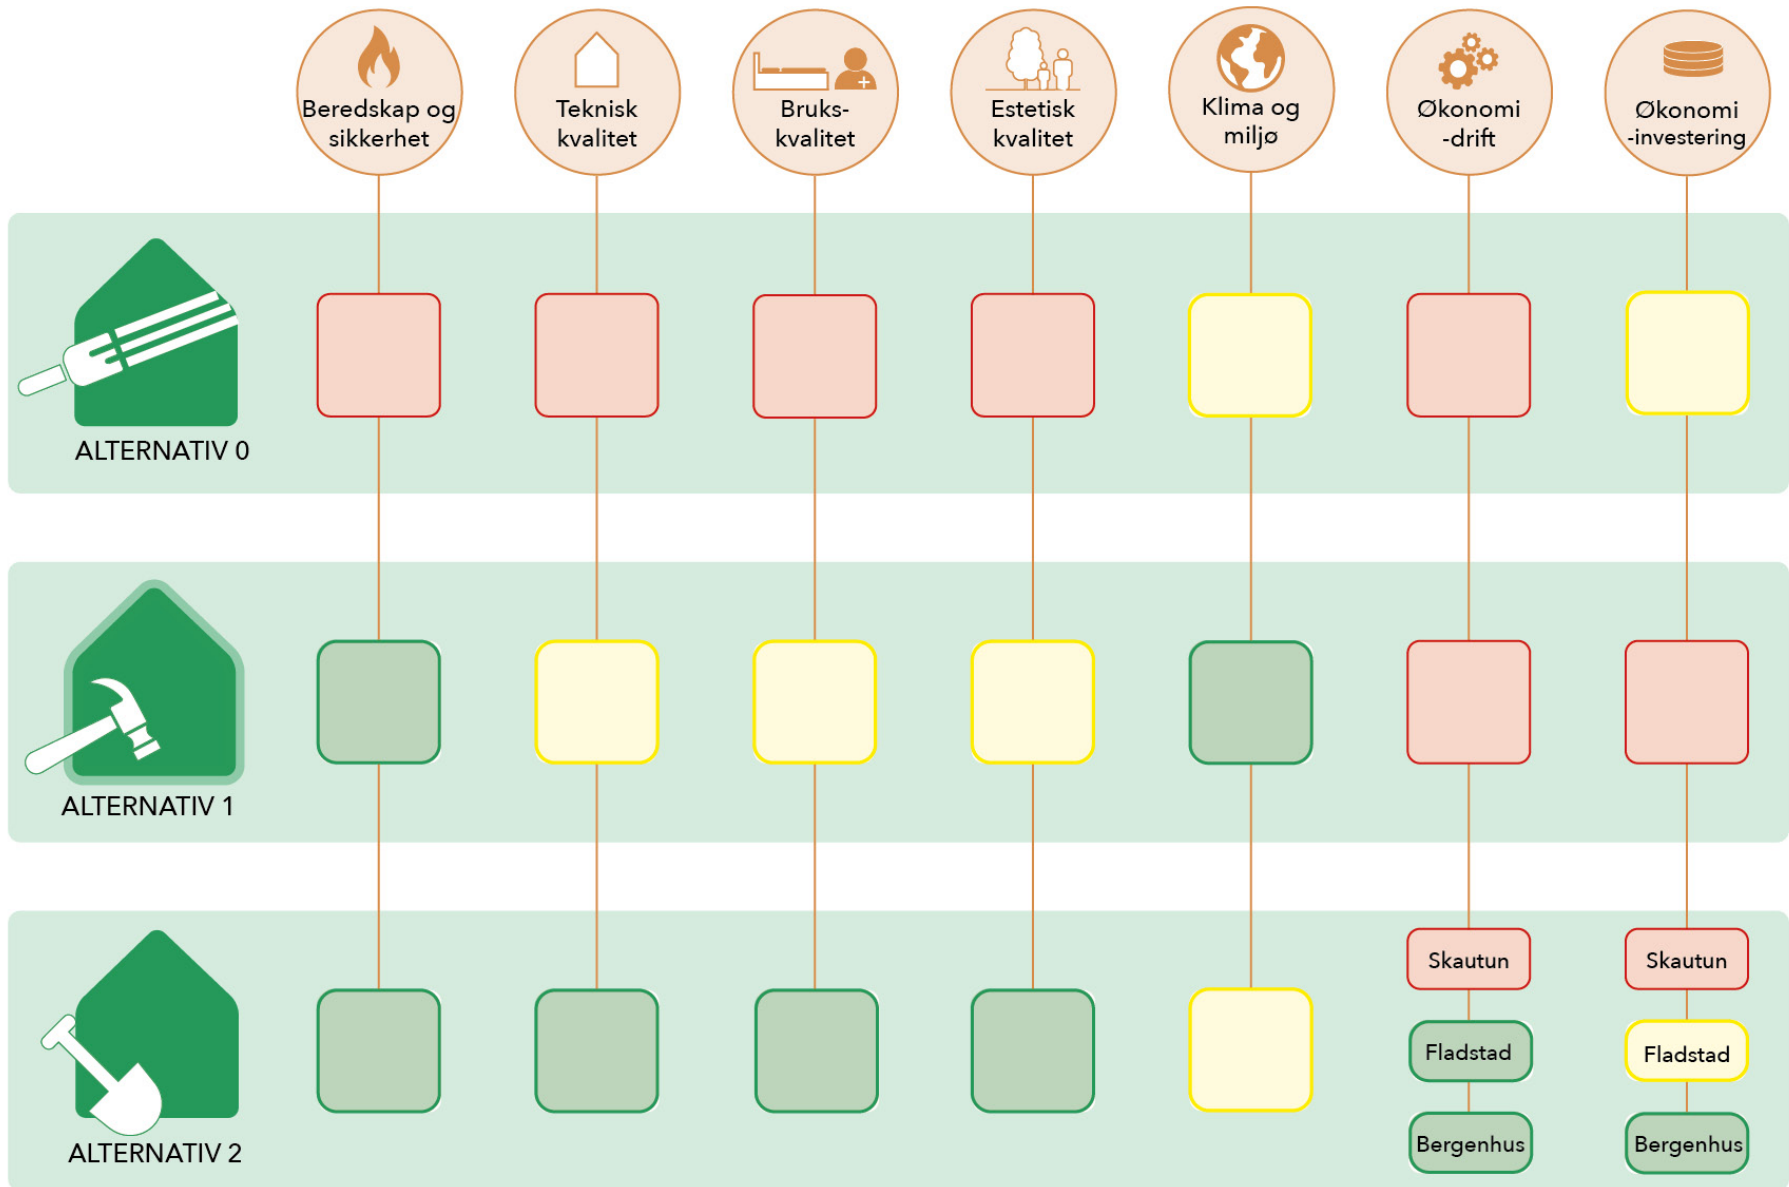 Beredskap og
sikkerhet
Teknisk
kvalitet
Bruks-
kvalitet
Estetisk
kvalitet
Klima og
miljø
Økonomi
-drift
Økonomi
-investering
ALTERNATIV 0
ALTERNATIV 1
ALTERNATIV 2
Skautun
Fladstad
Bergenhus
Skautun
Fladstad
Bergenhus